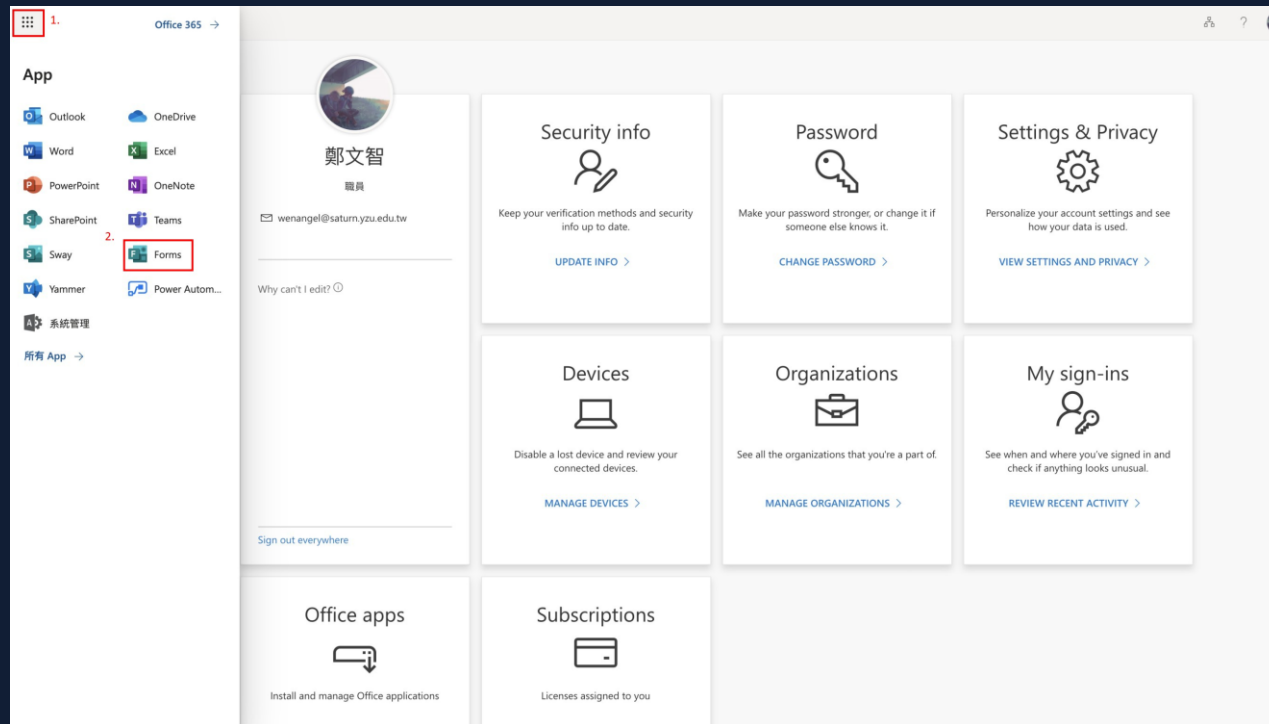 1.
Office 365 →
App
Outlook
OneDrive
Word
Excel
PowerPoint
OneNote
SharePoint
Teams
2.
Sway
Forms
Yammer
Power Autom...
系統管理
所有 App →
鄭文智
職員
wenangel@saturn.yzu.edu.tw
Why can't I edit?
Sign out everywhere
Security info
Keep your verification methods and security
info up to date.
UPDATE INFO >
Password
Make your password stronger, or change it if
someone else knows it.
CHANGE PASSWORD >
Settings & Privacy
Personalize your account settings and see
how your data is used.
VIEW SETTINGS AND PRIVACY >
Devices
Disable a lost device and review your
connected devices.
MANAGE DEVICES >
Organizations
See all the organizations that you're a part of.
MANAGE ORGANIZATIONS >
My sign-ins
See when and where you've signed in and
check if anything looks unusual.
REVIEW RECENT ACTIVITY >
Office apps
Install and manage Office applications
Subscriptions
Licenses assigned to you